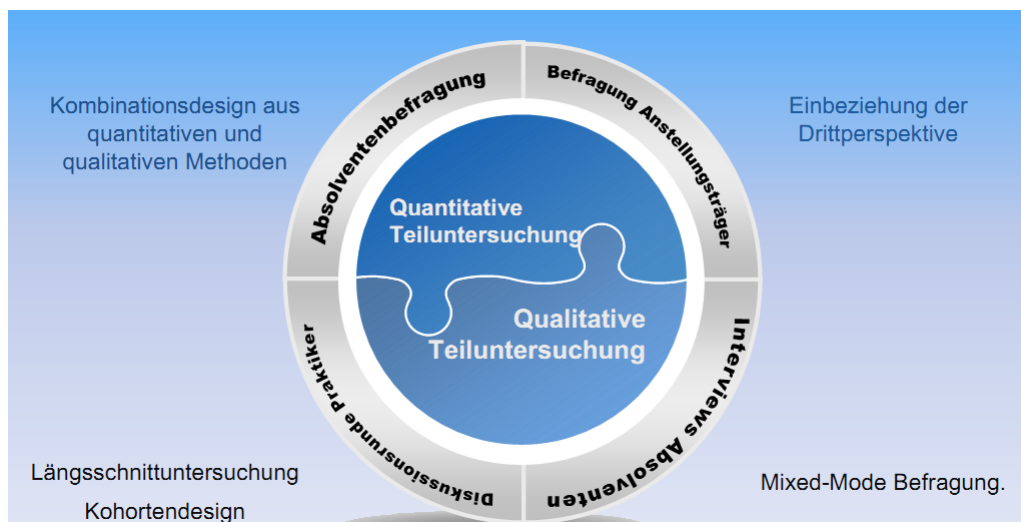 Kombinationsdesign aus
quantitativen und
qualitativen Methoden
Absolventenbefragung
Befragung Anstellungsträger
Einbeziehung der
Drittperspektive
Quantitative
Teiluntersuchung
Qualitative
Teiluntersuchung
Diskussionsrunde Praktiker
Interviews Absolventen
Längsschnittuntersuchung
Kohortendesign
Mixed-Mode Befragung.